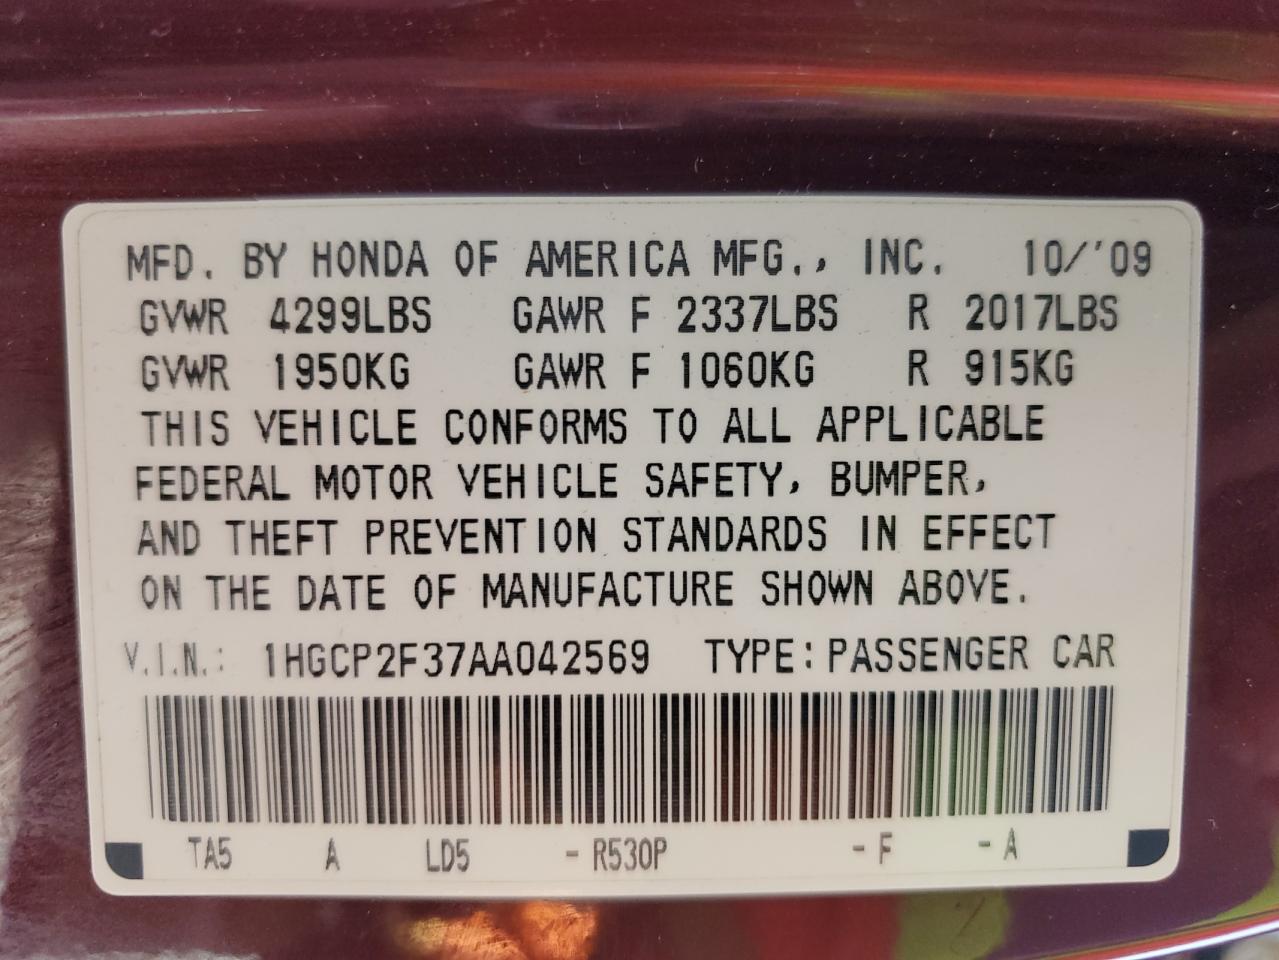 MFD. BY HONDA OF AMERICA MFG., INC. 10/'09
GVWR 4299LBS GAWR F 2337LBS R 2017LBS
GVWR 1950KG GAWR F 1060KG R 915KG
THIS VEHICLE CONFORMS TO ALL APPLICABLE
FEDERAL MOTOR VEHICLE SAFETY, BUMPER,
AND THEFT PREVENTION STANDARDS IN EFFECT
ON THE DATE OF MANUFACTURE SHOWN ABOVE.
V.I.N.: 1HGCP2F37AA042569 TYPE: PASSENGER CAR
TA5 A LD5 - R530P - F - A